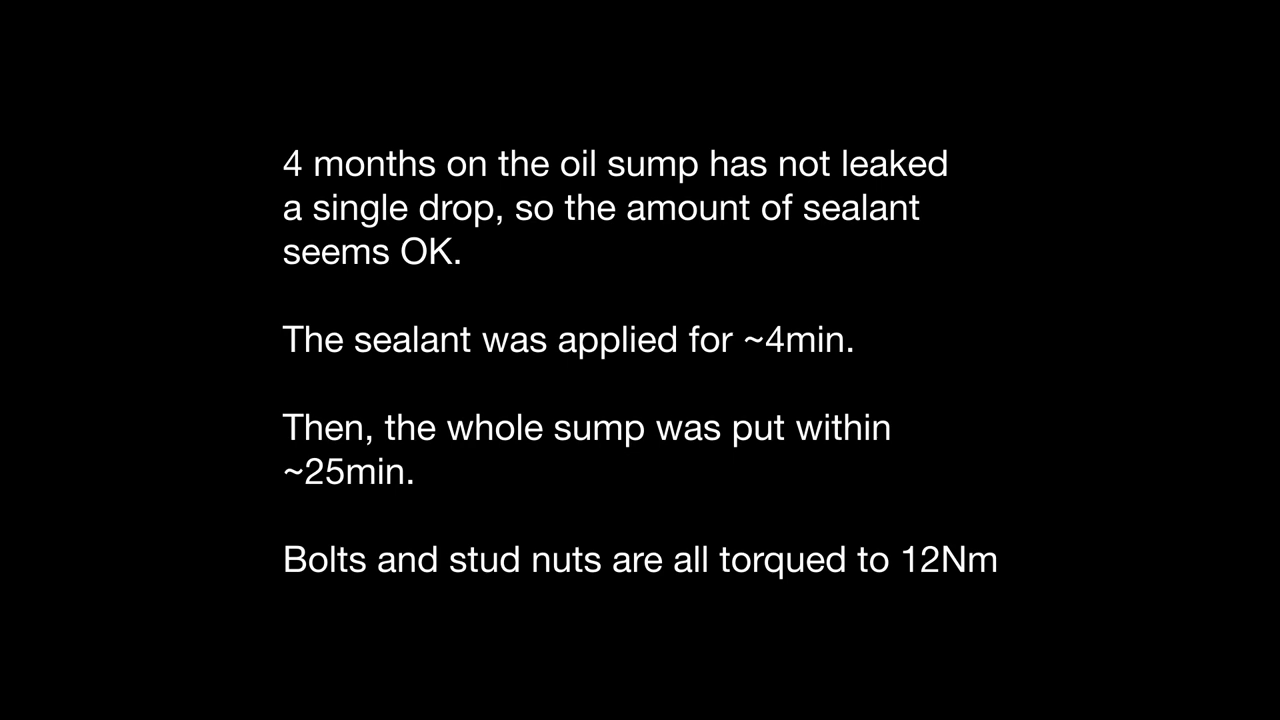 4 months on the oil sump has not leaked
a single drop, so the amount of sealant
seems OK.
The sealant was applied for ~4min.
Then, the whole sump was put within
~25min.
Bolts and stud nuts are all torqued to 12Nm